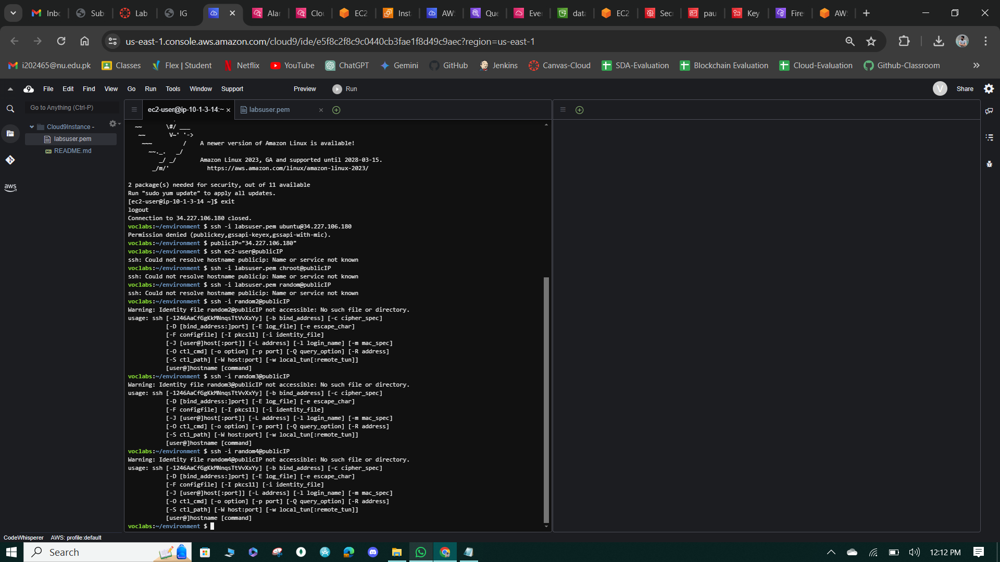 Inbo
Sub
Lab
IG
Alar
Clou
EC2
Inst
AWS
Que
Eve
data
EC2
Secr
pau
Key
Fire
AWS
us-east-1.console.aws.amazon.com/cloud9/ide/e5f8c2f8c9c0440cb3fae1f8d49c9aec?region=us-east-1
i202465@nu.edu.pk
Classes
Flex | Student
Netflix
YouTube
ChatGPT
Gemini
GitHub
Jenkins
Canvas-Cloud
SDA-Evaluation
Blockchain Evaluation
Cloud-Evaluation
Github-Classroom
9 File Edit Find View Go Run Tools Window Support Preview Run V Share
Go to Anything (Ctrl-P)
Cloud9Instance -
labsuser.pem
README.md
aws
ec2-user@ip-10-1-3-14:~ ×
labsuser.pem ×
~~ \#/ ___
~~ V~' '->
~~~ / A newer version of Amazon Linux is available!
~~._. _/
_/ _/ Amazon Linux 2023, GA and supported until 2028-03-15.
_/m/' https://aws.amazon.com/linux/amazon-linux-2023/
2 package(s) needed for security, out of 11 available
Run "sudo yum update" to apply all updates.
[ec2-user@ip-10-1-3-14 ~]$ exit
logout
Connection to 34.227.106.180 closed.
voclabs:~/environment $ ssh -i labsuser.pem ubuntu@34.227.106.180
Permission denied (publickey,gssapi-keyex,gssapi-with-mic).
voclabs:~/environment $ publicIP="34.227.106.180"
voclabs:~/environment $ ssh ec2-user@publicIP
ssh: Could not resolve hostname publicip: Name or service not known
voclabs:~/environment $ ssh -i labsuser.pem chroot@publicIP
ssh: Could not resolve hostname publicip: Name or service not known
voclabs:~/environment $ ssh -i labsuser.pem random@publicIP
ssh: Could not resolve hostname publicip: Name or service not known
voclabs:~/environment $ ssh -i random2@publicIP
Warning: Identity file random2@publicIP not accessible: No such file or directory.
usage: ssh [-1246AaCfGgKkMNnqsTtVvXxYy] [-b bind_address] [-c cipher_spec]
[-D [bind_address:]port] [-E log_file] [-e escape_char]
[-F configfile] [-I pkcs11] [-i identity_file]
[-J [user@]host[:port]] [-L address] [-l login_name] [-m mac_spec]
[-O ctl_cmd] [-o option] [-p port] [-Q query_option] [-R address]
[-S ctl_path] [-W host:port] [-w local_tun[:remote_tun]]
[user@]hostname [command]
voclabs:~/environment $ ssh -i random3@publicIP
Warning: Identity file random3@publicIP not accessible: No such file or directory.
usage: ssh [-1246AaCfGgKkMNnqsTtVvXxYy] [-b bind_address] [-c cipher_spec]
[-D [bind_address:]port] [-E log_file] [-e escape_char]
[-F configfile] [-I pkcs11] [-i identity_file]
[-J [user@]host[:port]] [-L address] [-l login_name] [-m mac_spec]
[-O ctl_cmd] [-o option] [-p port] [-Q query_option] [-R address]
[-S ctl_path] [-W host:port] [-w local_tun[:remote_tun]]
[user@]hostname [command]
voclabs:~/environment $ ssh -i random4@publicIP
Warning: Identity file random4@publicIP not accessible: No such file or directory.
usage: ssh [-1246AaCfGgKkMNnqsTtVvXxYy] [-b bind_address] [-c cipher_spec]
[-D [bind_address:]port] [-E log_file] [-e escape_char]
[-F configfile] [-I pkcs11] [-i identity_file]
[-J [user@]host[:port]] [-L address] [-l login_name] [-m mac_spec]
[-O ctl_cmd] [-o option] [-p port] [-Q query_option] [-R address]
[-S ctl_path] [-W host:port] [-w local_tun[:remote_tun]]
[user@]hostname [command]
voclabs:~/environment $
CodeWhisperer AWS: profile:default
Search
12:12 PM